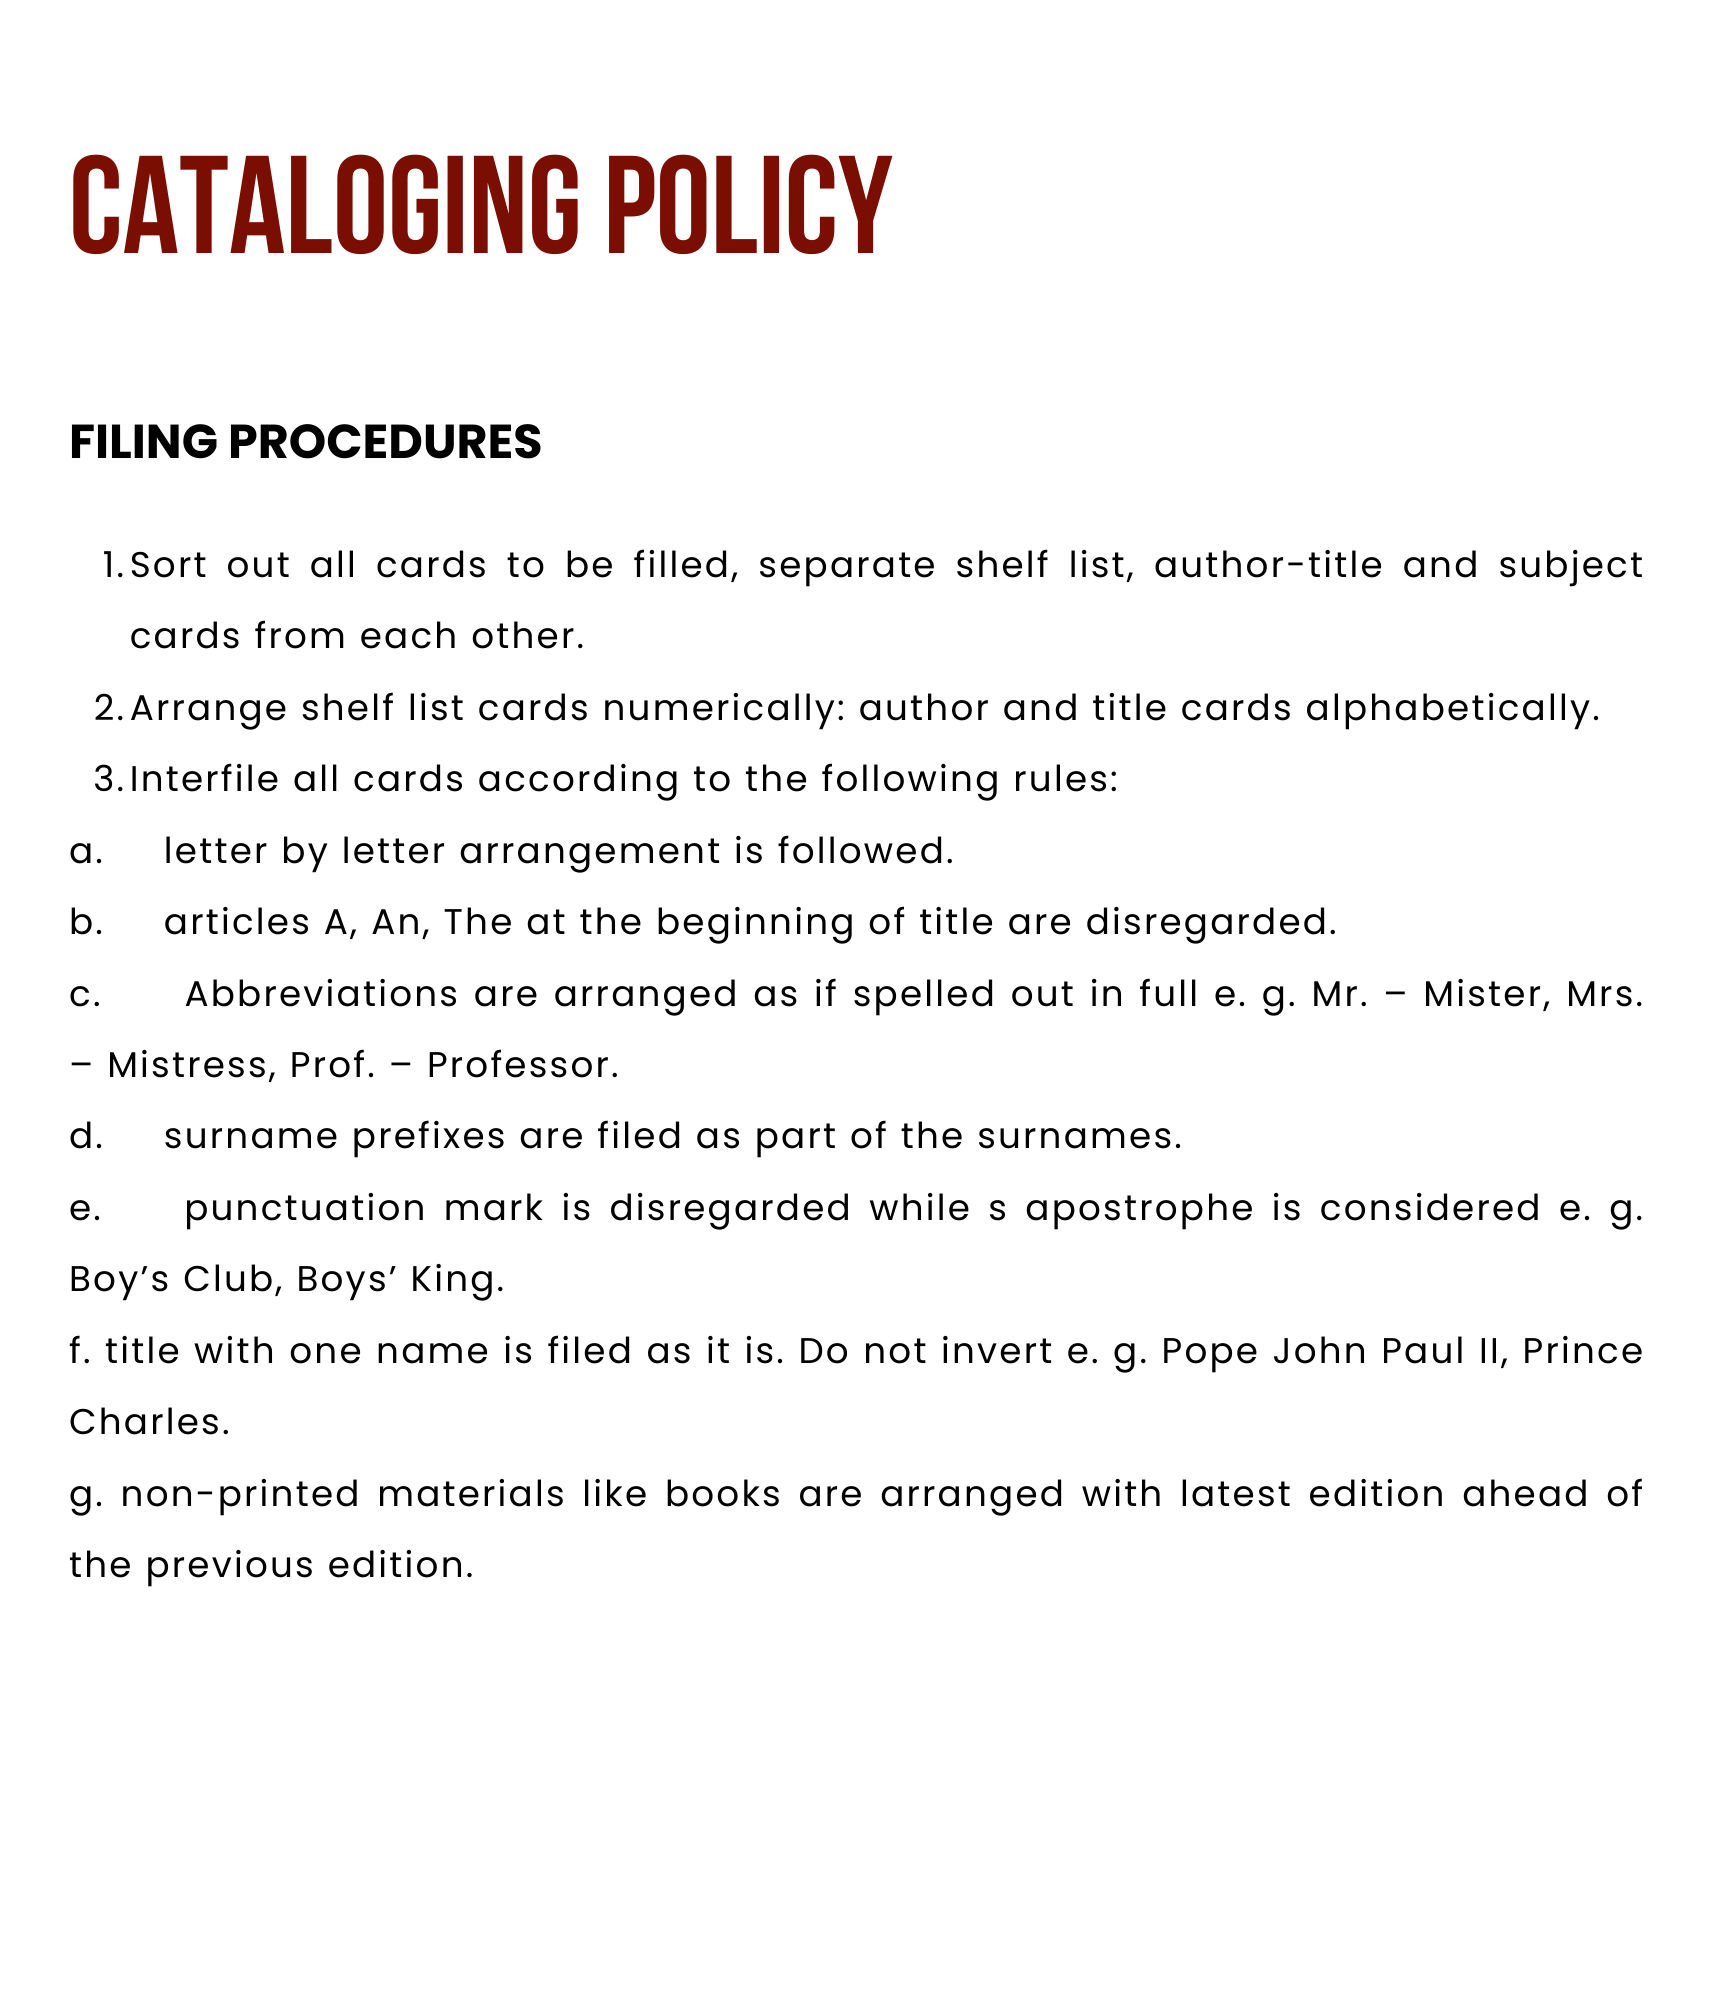 CATALOGING POLICY
FILING PROCEDURES
1. Sort out all cards to be filled, separate shelf list, author-title and subject
cards from each other.
2. Arrange shelf list cards numerically: author and title cards alphabetically.
3. Interfile all cards according to the following rules:
a. letter by letter arrangement is followed.
b. articles A, An, The at the beginning of title are disregarded.
c. Abbreviations are arranged as if spelled out in full e. g. Mr. – Mister, Mrs.
– Mistress, Prof. – Professor.
d. surname prefixes are filed as part of the surnames.
e. punctuation mark is disregarded while s apostrophe is considered e. g.
Boy’s Club, Boys’ King.
f. title with one name is filed as it is. Do not invert e. g. Pope John Paul II, Prince
Charles.
g. non-printed materials like books are arranged with latest edition ahead of
the previous edition.